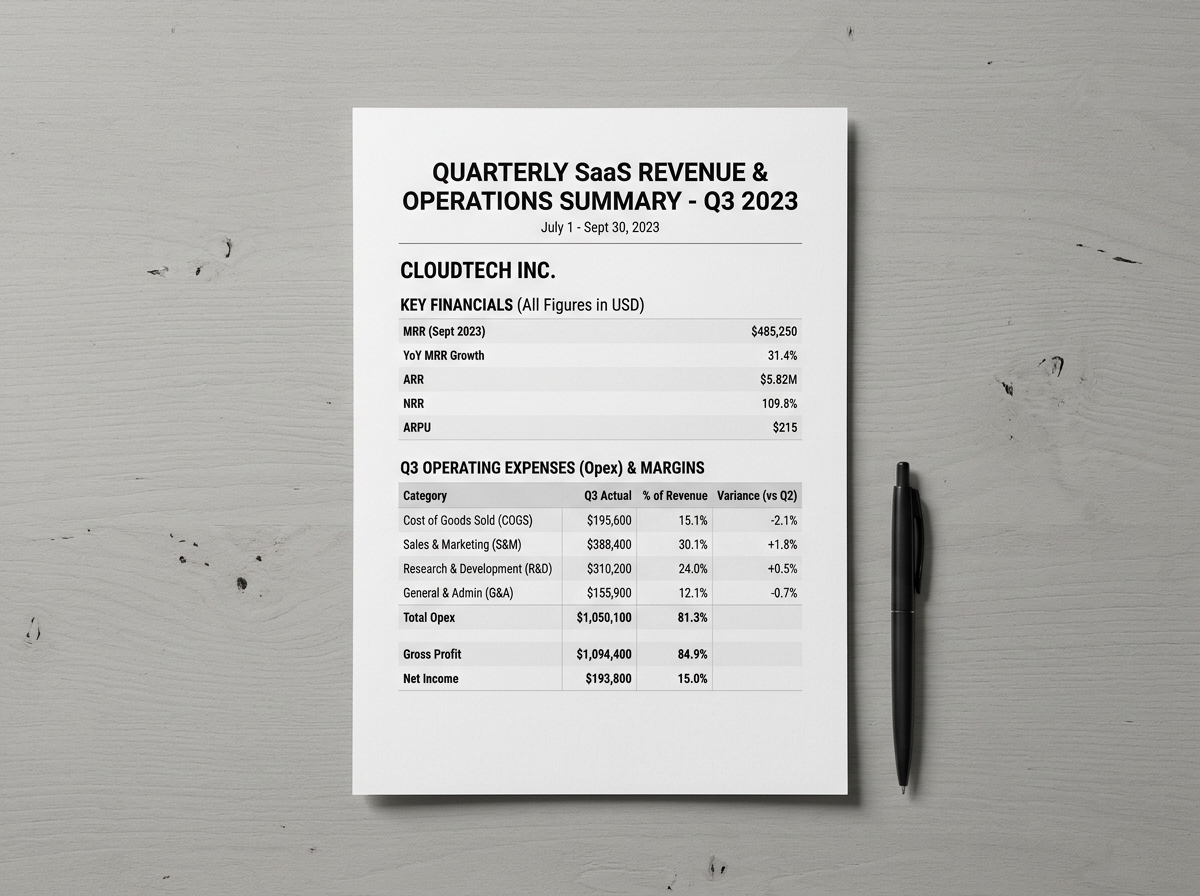 QUARTERLY SaaS REVENUE &
OPERATIONS SUMMARY - Q3 2023
July 1 - Sept 30, 2023
CLOUDTECH INC.
KEY FINANCIALS (All Figures in USD)
MRR (Sept 2023) $485,250
YoY MRR Growth 31.4%
ARR $5.82M
NRR 109.8%
ARPU $215
Q3 OPERATING EXPENSES (Opex) & MARGINS
Category Q3 Actual % of Revenue Variance (vs Q2)
Cost of Goods Sold (COGS) $195,600 15.1% -2.1%
Sales & Marketing (S&M) $388,400 30.1% +1.8%
Research & Development (R&D) $310,200 24.0% +0.5%
General & Admin (G&A) $155,900 12.1% -0.7%
Total Opex $1,050,100 81.3%
Gross Profit $1,094,400 84.9%
Net Income $193,800 15.0%